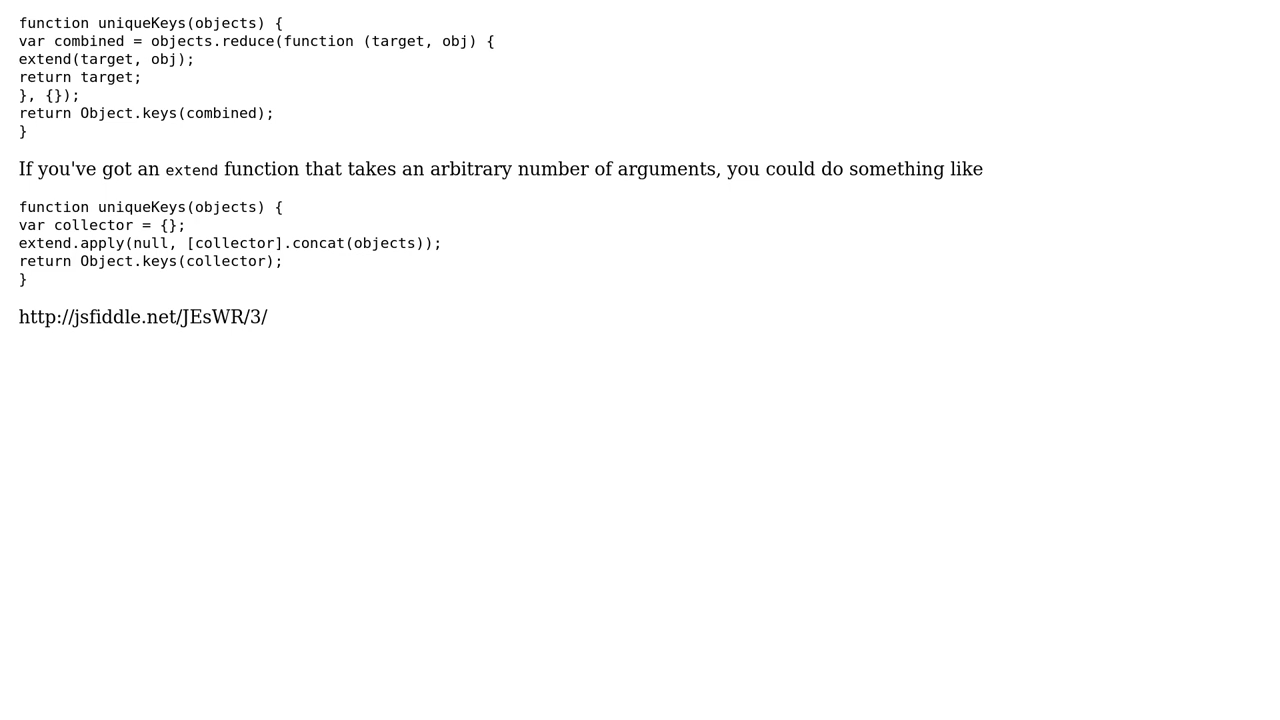 function uniqueKeys(objects) {
var combined = objects.reduce(function (target, obj) {
extend(target, obj);
return target;
}, {});
return Object.keys(combined);
}
If you've got an extend function that takes an arbitrary number of arguments, you could do something like
function uniqueKeys(objects) {
var collector = {};
extend.apply(null, [collector].concat(objects));
return Object.keys(collector);
}
http://jsfiddle.net/JEsWR/3/